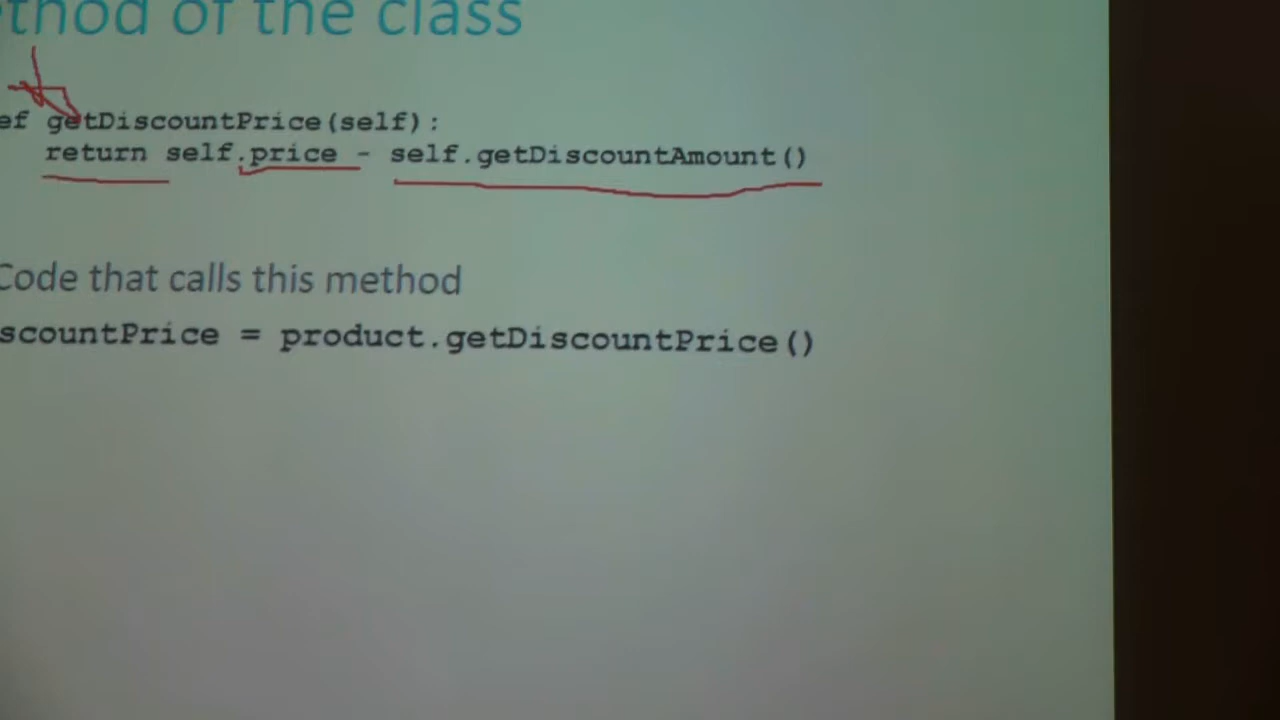 thod of the class
ef getDiscountPrice(self):
return self.price - self.getDiscountAmount()
Code that calls this method
scountPrice = product.getDiscountPrice()